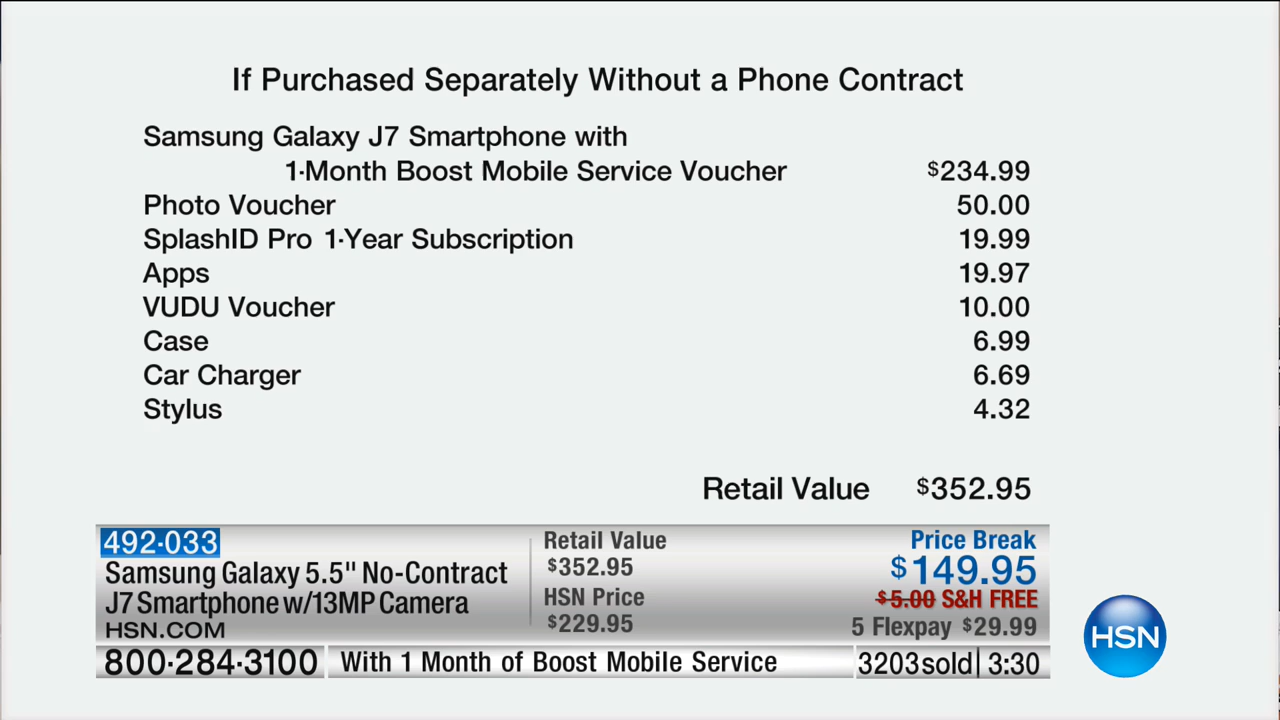 If Purchased Separately Without a Phone Contract
Samsung Galaxy J7 Smartphone with
1-Month Boost Mobile Service Voucher $234.99
Photo Voucher 50.00
SplashID Pro 1-Year Subscription 19.99
Apps 19.97
VUDU Voucher 10.00
Case 6.99
Car Charger 6.69
Stylus 4.32
Retail Value $352.95
492-033
Samsung Galaxy 5.5" No-Contract
J7 Smartphone w/13MP Camera
HSN.COM
Retail Value
$352.95
HSN Price
$229.95
Price Break
$149.95
$5.00 S&H FREE
5 Flexpay $29.99
HSN
800-284-3100
With 1 Month of Boost Mobile Service
3203 sold 3:30